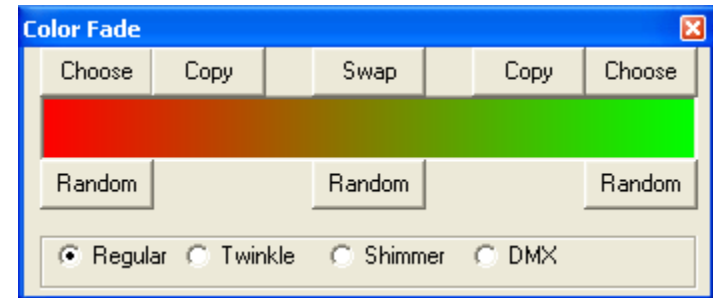 Color Fade
Choose Copy Swap Copy Choose
Random Random Random
Regular Twinkle Shimmer DMX